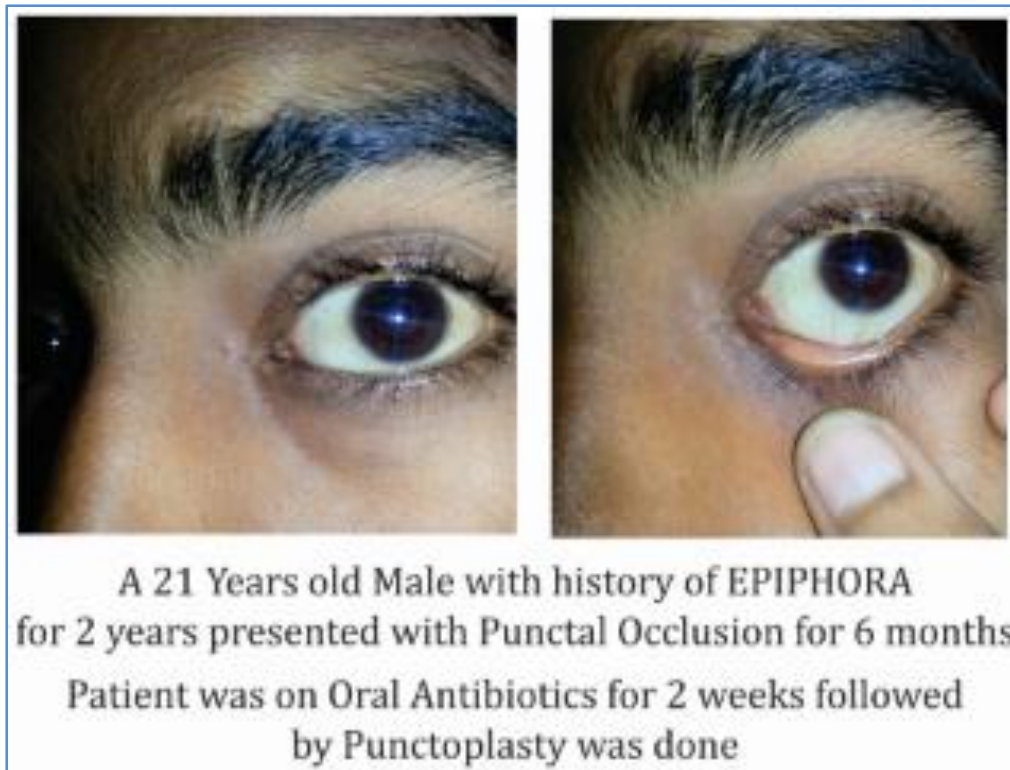 A 21 Years old Male with history of EPIPHORA
for 2 years presented with Punctal Occlusion for 6 months
Patient was on Oral Antibiotics for 2 weeks followed
by Punctoplasty was done